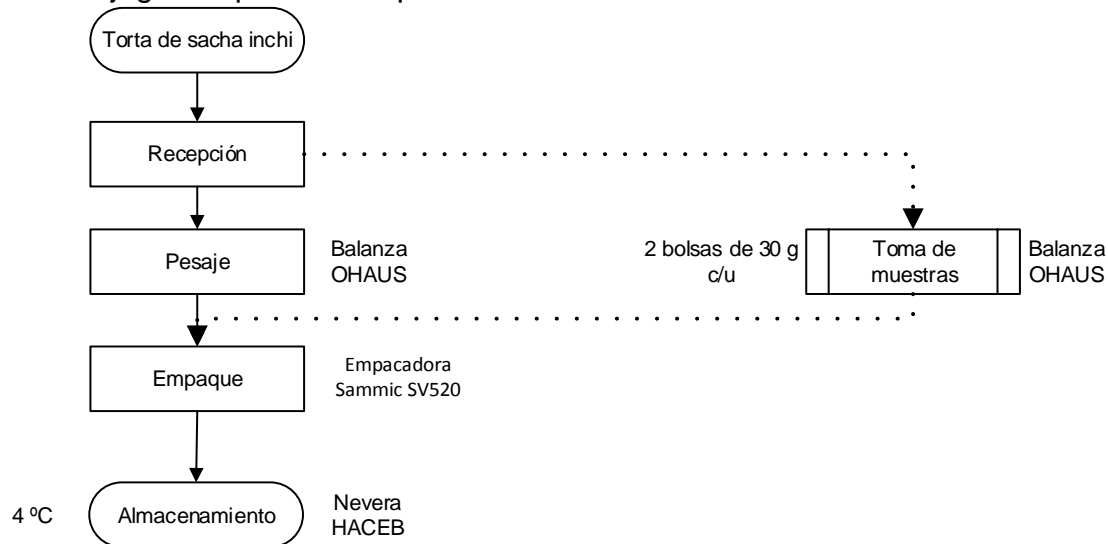 Torta de sacha inchi
Recepción
Pesaje
Balanza
OHAUS
2 bolsas de 30 g
c/u
Toma de
muestras
Balanza
OHAUS
Empaque
Empacadora
Sammic SV520
4 ºC
Almacenamiento
Nevera
HACEB